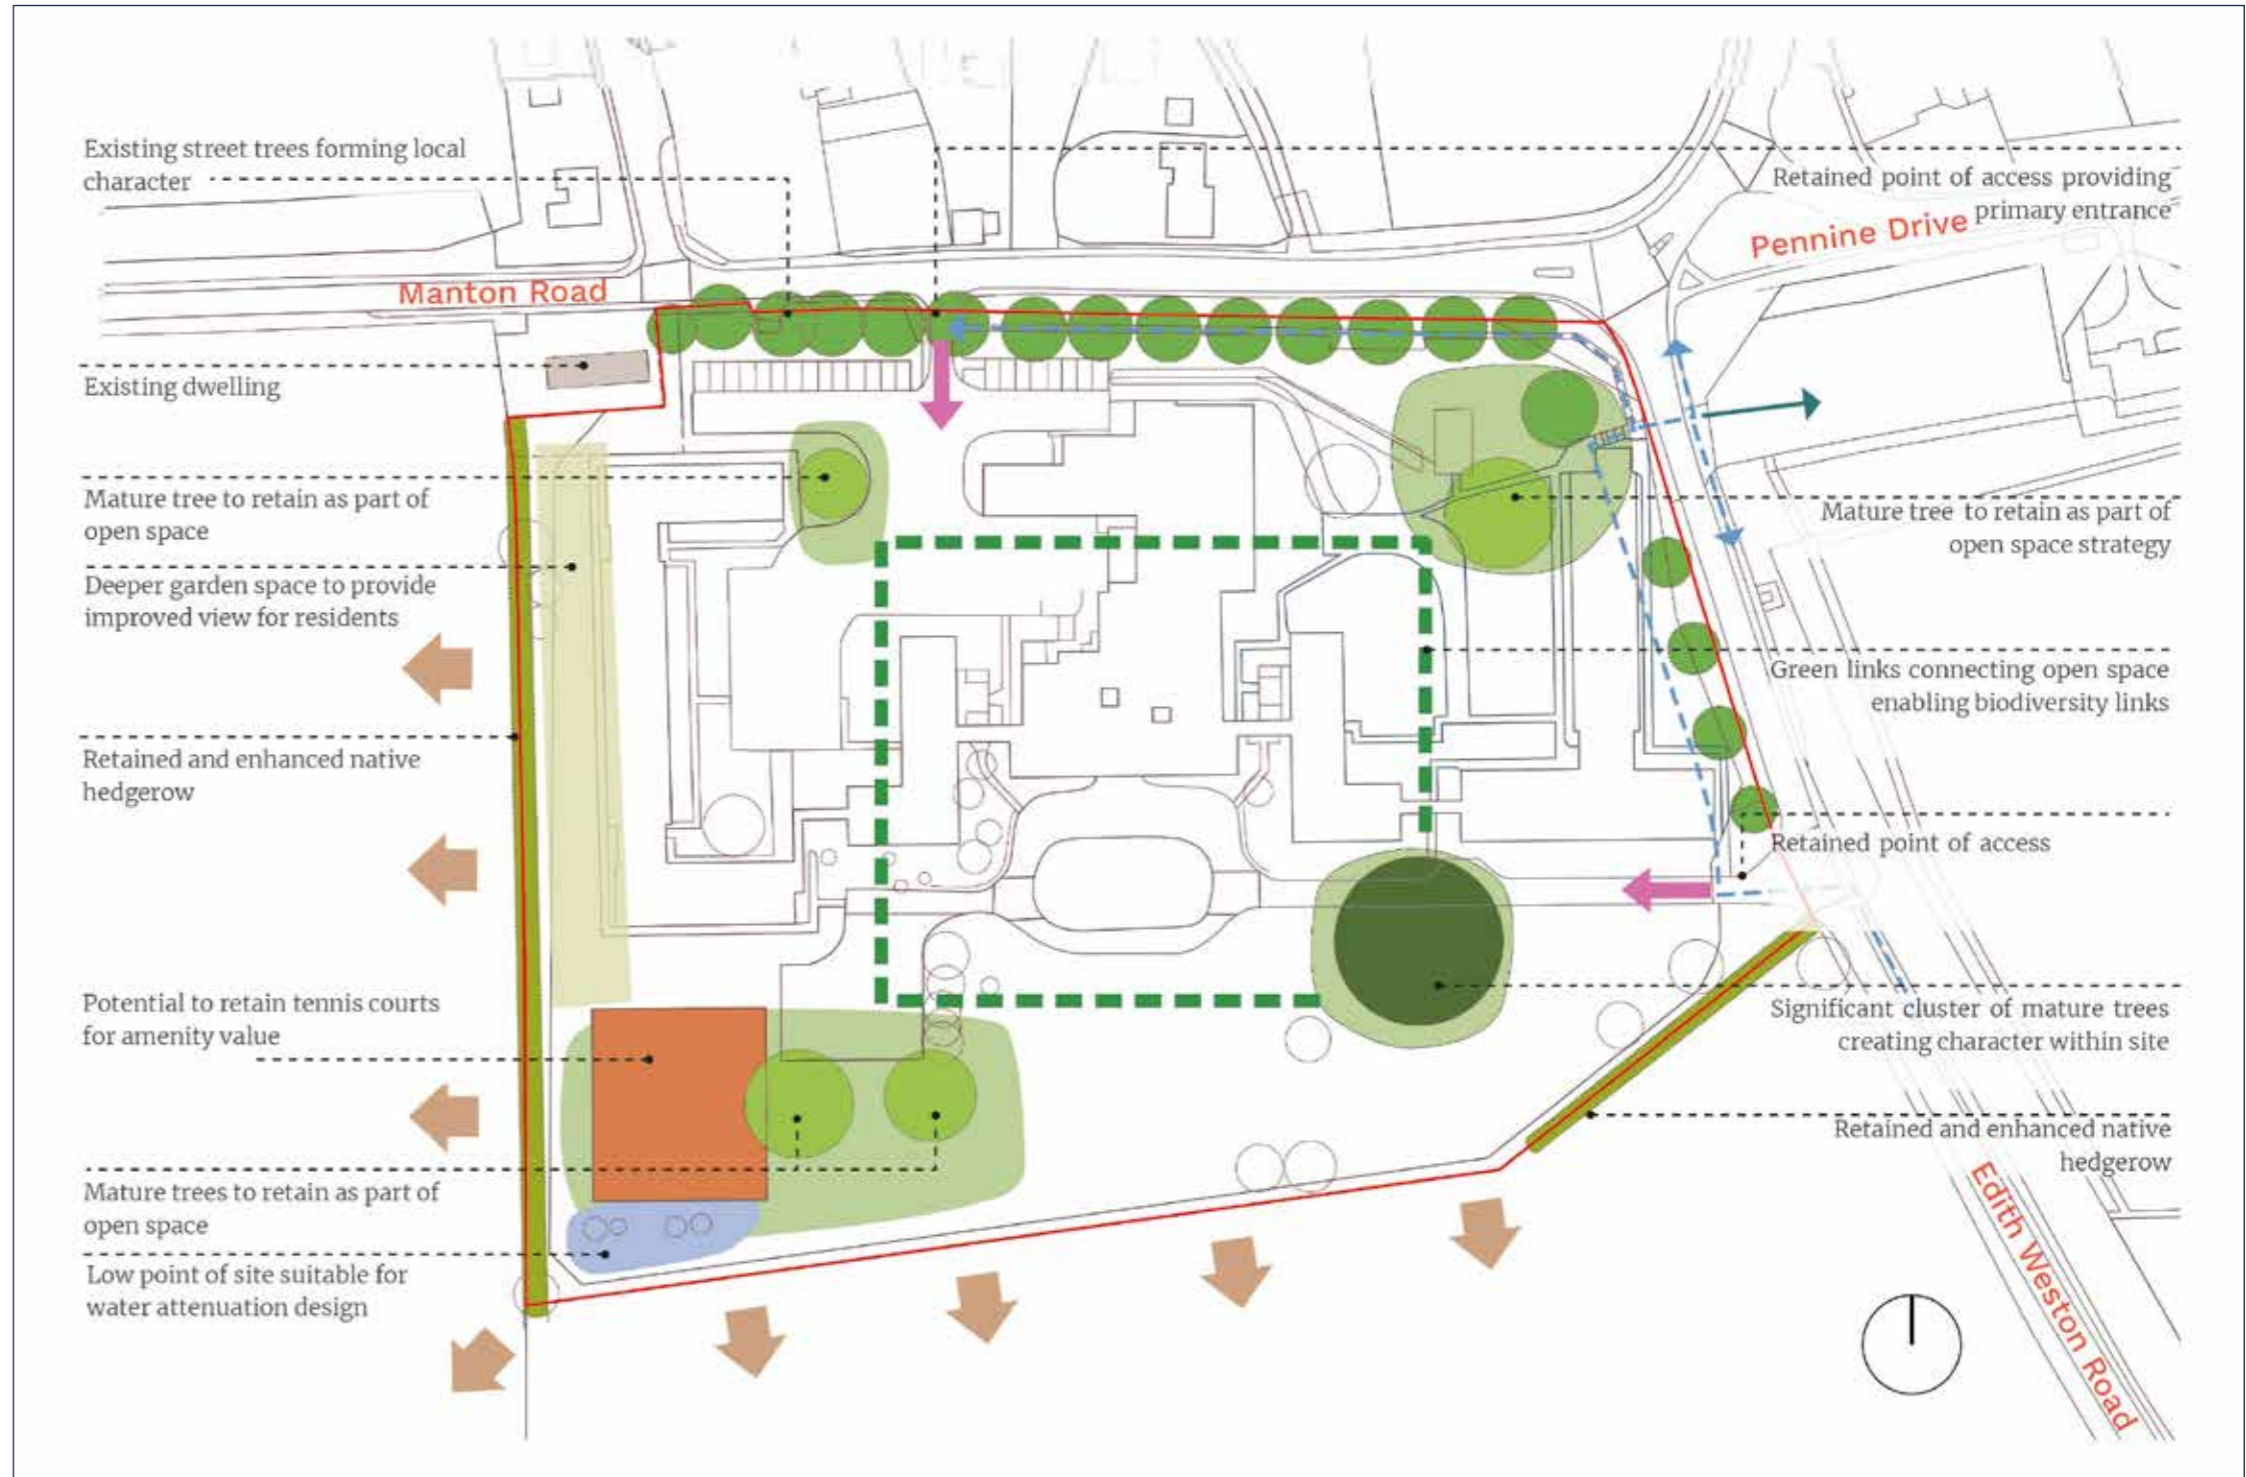 Existing street trees forming local
character
Retained point of access providing
primary entrance
Pennine Drive
Manton Road
Existing dwelling
Mature tree to retain as part of
open space
Mature tree to retain as part of
open space strategy
Deeper garden space to provide
improved view for residents
Green links connecting open space
enabling biodiversity links
Retained and enhanced native
hedgerow
Retained point of access
Potential to retain tennis courts
for amenity value
Significant cluster of mature trees
creating character within site
Retained and enhanced native
hedgerow
Mature trees to retain as part of
open space
Low point of site suitable for
water attenuation design
Edith Weston Road